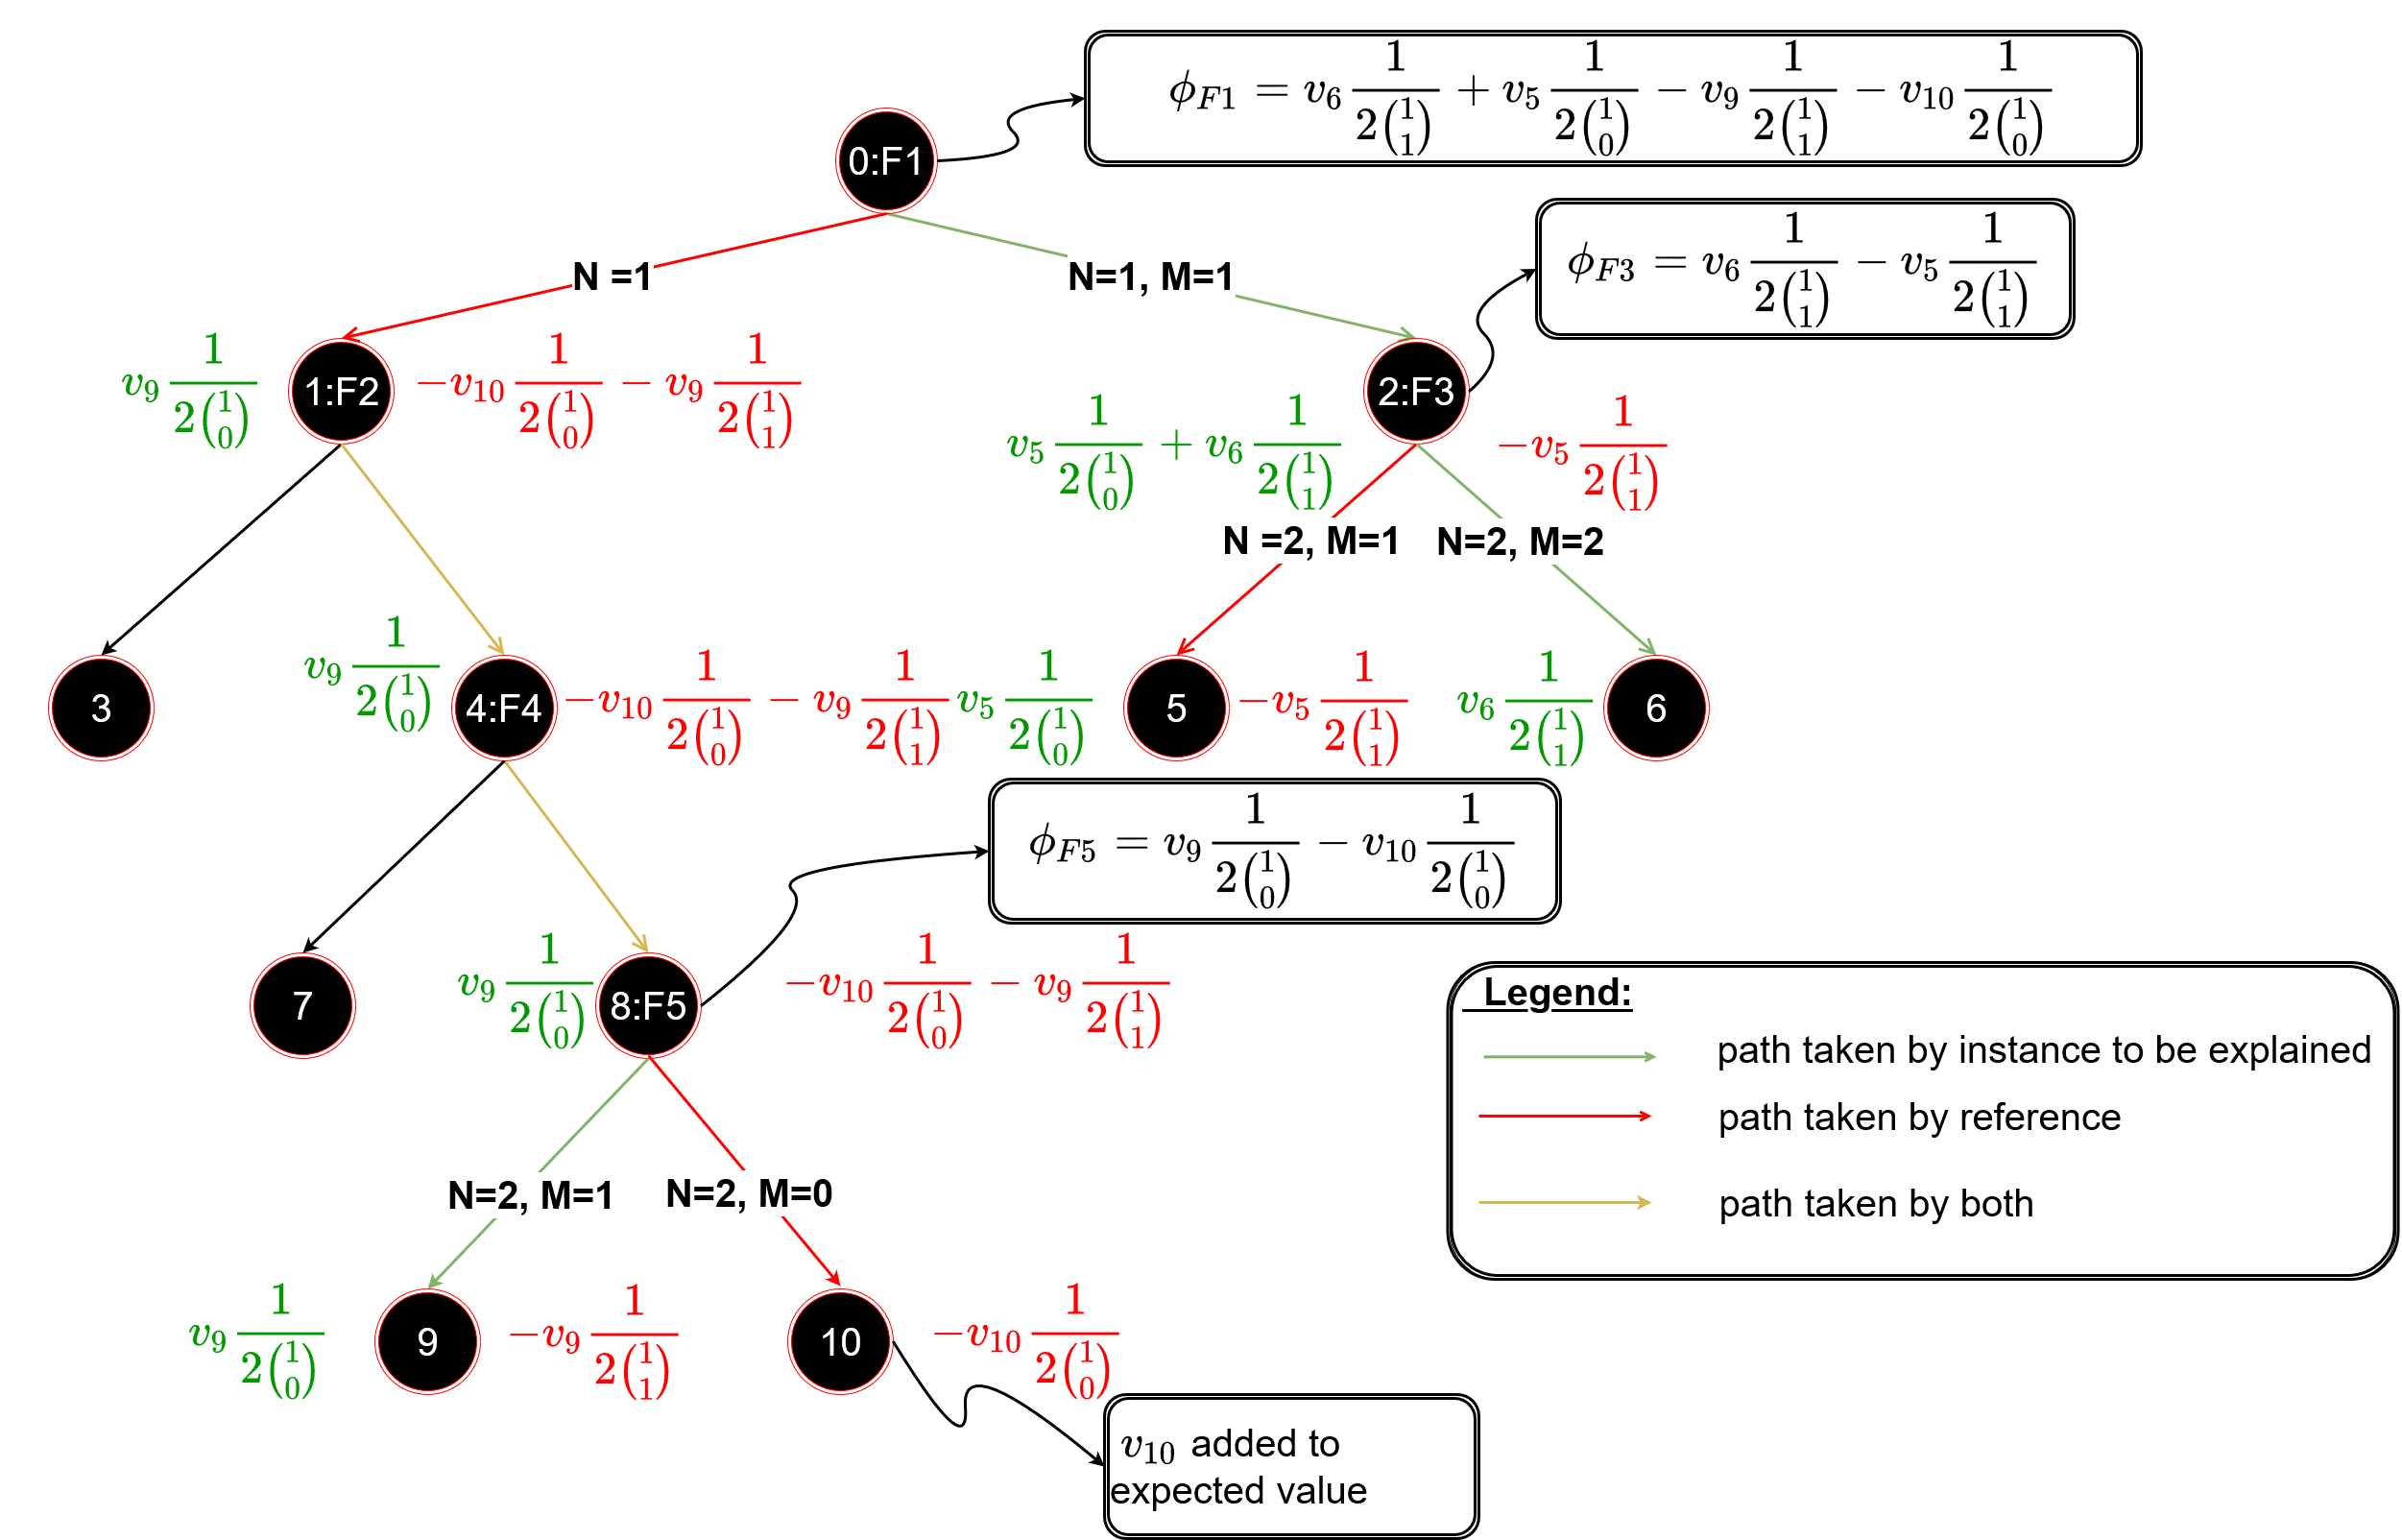 0:F1
$\phi_{F1} = v_6 \frac{1}{2\binom{1}{1}} + v_5 \frac{1}{2\binom{1}{0}} - v_9 \frac{1}{2\binom{1}{1}} - v_{10} \frac{1}{2\binom{1}{0}}$
N =1
N=1, M=1
$\phi_{F3} = v_6 \frac{1}{2\binom{1}{1}} - v_5 \frac{1}{2\binom{1}{1}}$
$v_9 \frac{1}{2\binom{1}{0}}$
1:F2
$-v_{10} \frac{1}{2\binom{1}{0}} - v_9 \frac{1}{2\binom{1}{1}}$
$v_5 \frac{1}{2\binom{1}{0}} + v_6 \frac{1}{2\binom{1}{1}}$
2:F3
$-v_5 \frac{1}{2\binom{1}{1}}$
N =2, M=1
N=2, M=2
3
$v_9 \frac{1}{2\binom{1}{0}}$
4:F4
$-v_{10} \frac{1}{2\binom{1}{0}} - v_9 \frac{1}{2\binom{1}{1}}$
$v_5 \frac{1}{2\binom{1}{0}}$
5
$-v_5 \frac{1}{2\binom{1}{1}}$
$v_6 \frac{1}{2\binom{1}{1}}$
6
$\phi_{F5} = v_9 \frac{1}{2\binom{1}{0}} - v_{10} \frac{1}{2\binom{1}{0}}$
7
$v_9 \frac{1}{2\binom{1}{0}}$
8:F5
$-v_{10} \frac{1}{2\binom{1}{0}} - v_9 \frac{1}{2\binom{1}{1}}$
Legend:
path taken by instance to be explained
path taken by reference
path taken by both
N=2, M=1
N=2, M=0
$v_9 \frac{1}{2\binom{1}{0}}$
9
$-v_9 \frac{1}{2\binom{1}{1}}$
10
$-v_{10} \frac{1}{2\binom{1}{0}}$
$v_{10}$ added to
expected value